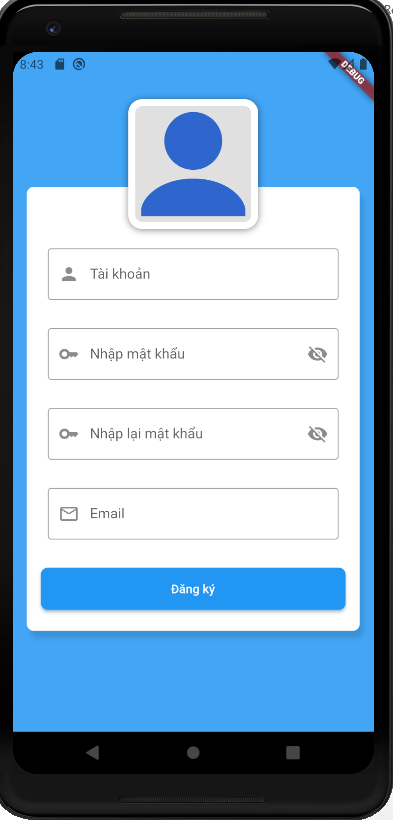 8:43
DEBUG
Tài khoản
Nhập mật khẩu
Nhập lại mật khẩu
Email
Đăng ký